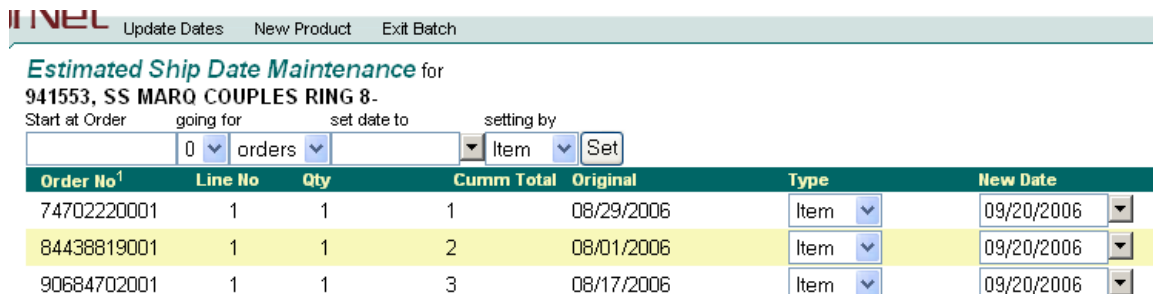 Update Dates New Product Exit Batch
Estimated Ship Date Maintenance for
941553, SS MARQ COUPLES RING 8-
Start at Order going for set date to setting by
0 orders Item Set
Order No1 Line No Qty Cumm Total Original Type New Date
74702220001 1 1 1 08/29/2006 Item 09/20/2006
84438819001 1 1 2 08/01/2006 Item 09/20/2006
90684702001 1 1 3 08/17/2006 Item 09/20/2006